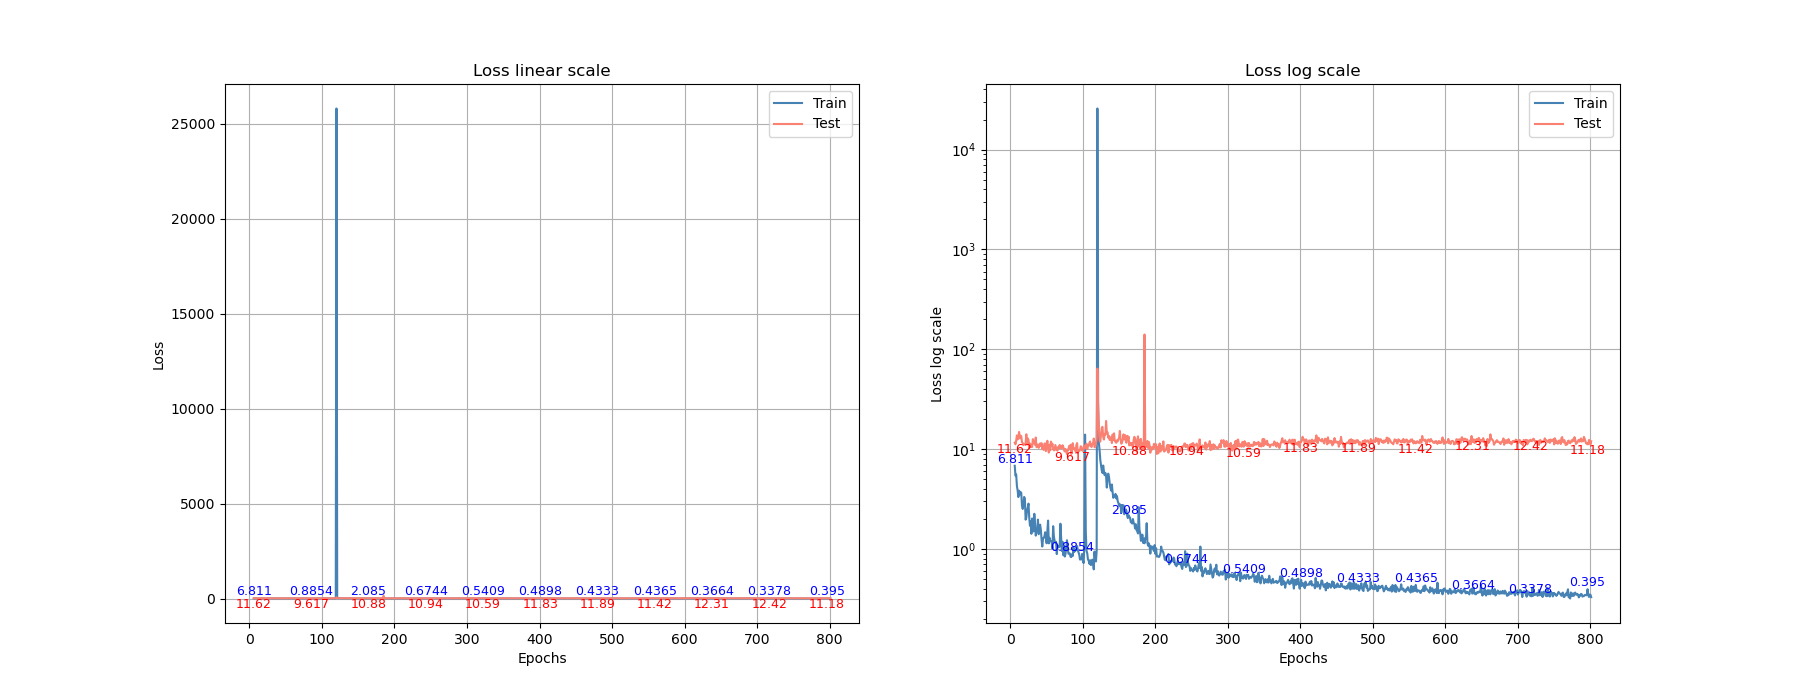 Loss linear scale
Train
Test
25000
20000
15000
10000
5000
0
Loss
6.811 0.8854 2.085 0.6744 0.5409 0.4898 0.4333 0.4365 0.3664 0.3378 0.395
11.62 9.617 10.88 10.94 10.59 11.83 11.89 11.42 12.31 12.42 11.18
0 100 200 300 400 500 600 700 800
Epochs
Loss log scale
Train
Test
10^4
10^3
10^2
10^1
10^0
Loss log scale
11.62 9.617 10.88 10.94 10.59 11.83 11.89 11.42 12.31 12.42 11.18
6.811 0.8854 2.085 0.6744 0.5409 0.4898 0.4333 0.4365 0.3664 0.3378 0.395
0 100 200 300 400 500 600 700 800
Epochs